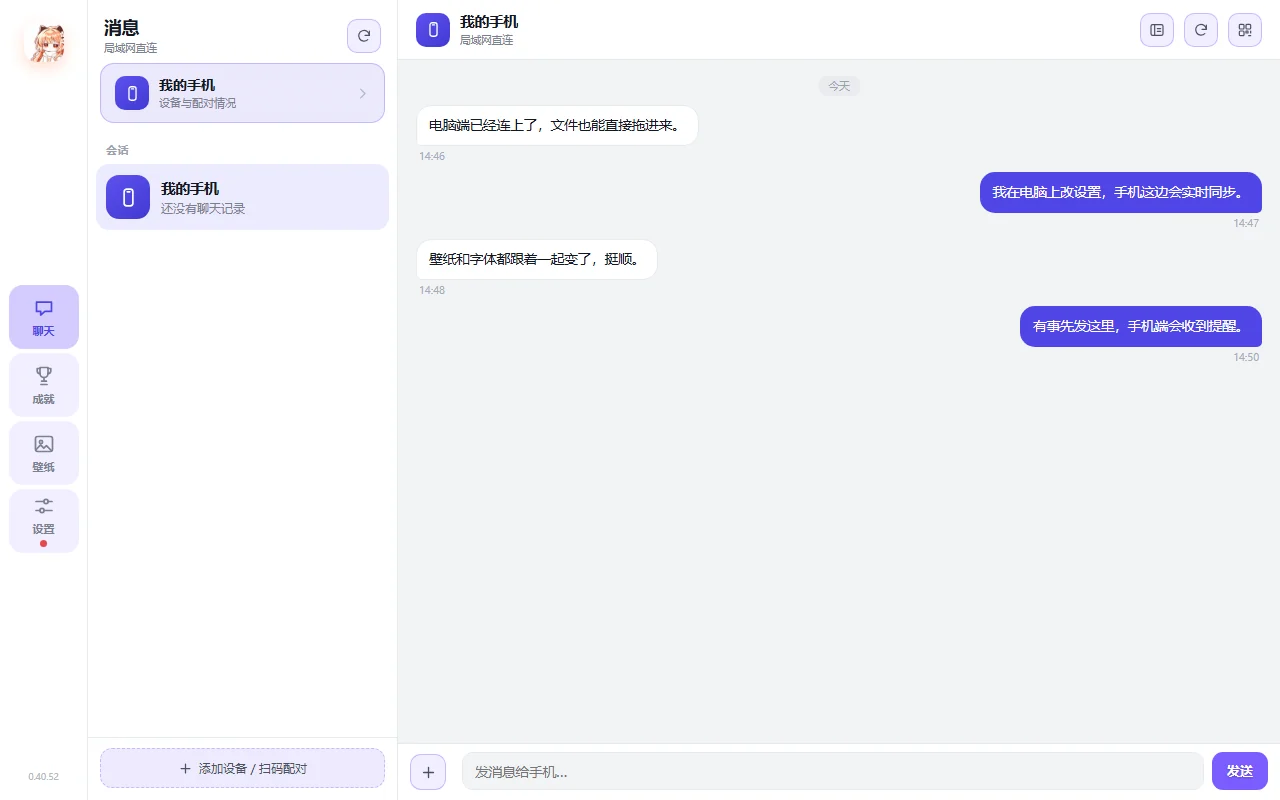 消息
局域网直连
我的手机
设备与配对情况
会话
我的手机
还没有聊天记录
聊天
成就
壁纸
设置
0.40.52
添加设备 / 扫码配对
我的手机
局域网直连
今天
电脑端已经连上了，文件也能直接拖进来。
14:46
我在电脑上改设置，手机这边会实时同步。
14:47
壁纸和字体都跟着一起变了，挺顺。
14:48
有事先发这里，手机端会收到提醒。
14:50
发消息给手机...
发送